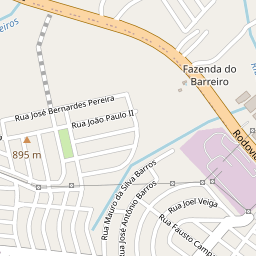 eiros
Fazenda do
Barreiro
Rua José Bernardes Pereira
Rua João Paulo II
895 m
Rodovia
Rua Mauro da Silva Barros
Rua José Antônio Barros
Rua Joel Veiga
Rua Fausto Campo